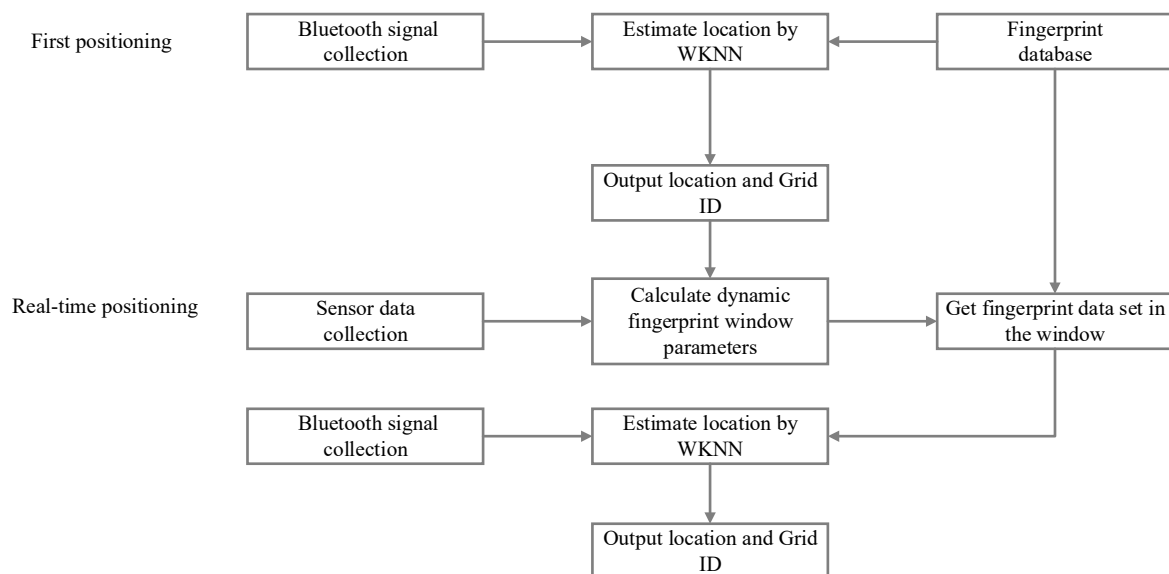 First positioning
Bluetooth signal
collection
Estimate location by
WKNN
Fingerprint
database
Output location and Grid
ID
Real-time positioning
Sensor data
collection
Calculate dynamic
fingerprint window
parameters
Get fingerprint data set in
the window
Bluetooth signal
collection
Estimate location by
WKNN
Output location and Grid
ID